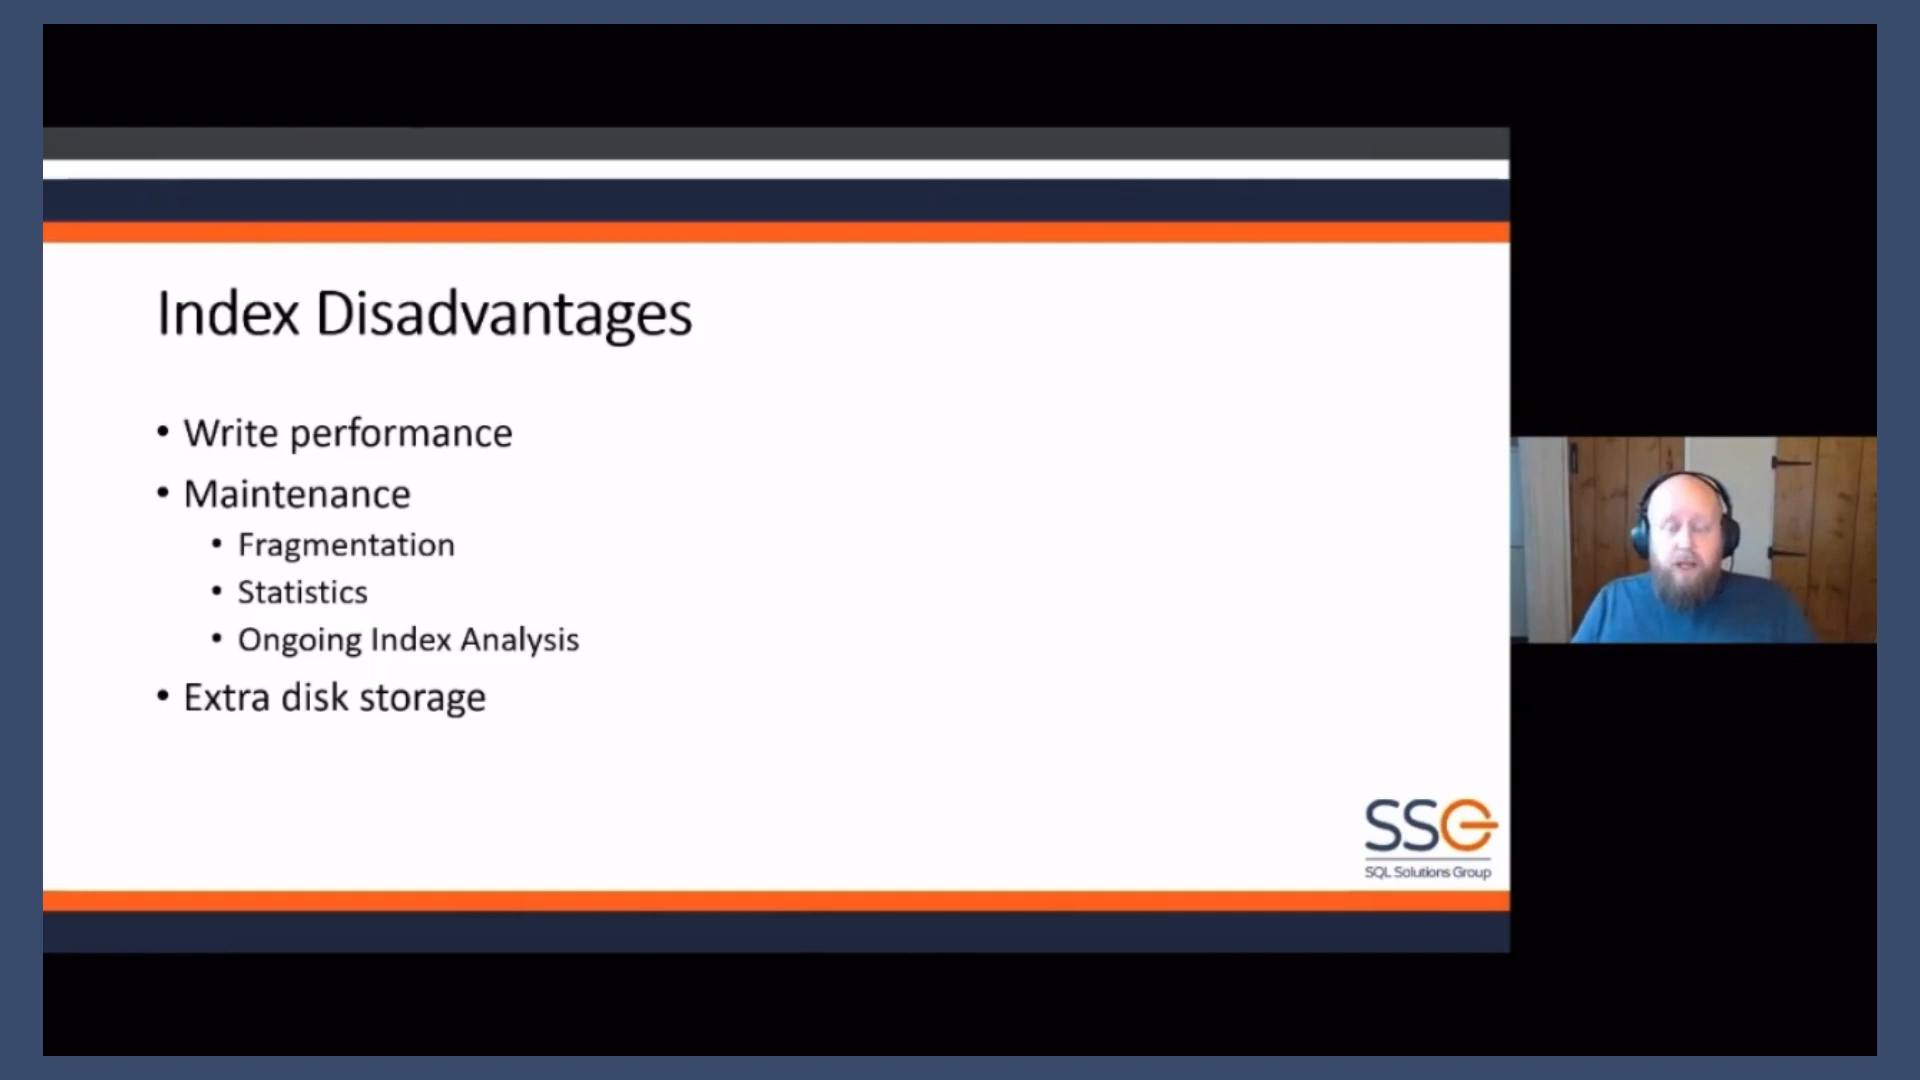 Index Disadvantages
• Write performance
• Maintenance
• Fragmentation
• Statistics
• Ongoing Index Analysis
• Extra disk storage
SSG
SQL Solutions Group